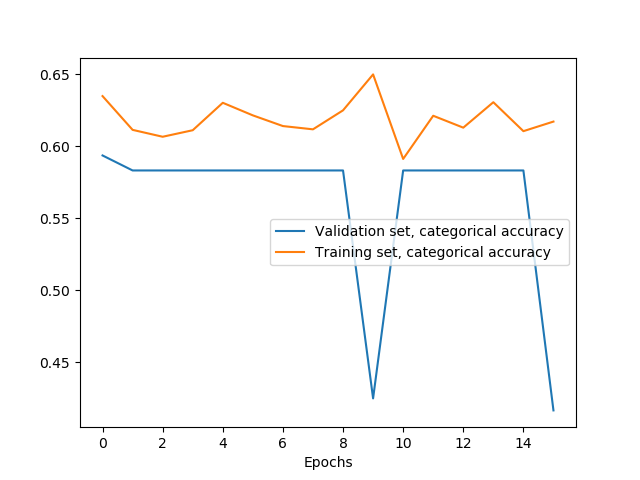 0.65
0.60
0.55
0.50
0.45
Validation set, categorical accuracy
Training set, categorical accuracy
0 2 4 6 8 10 12 14
Epochs